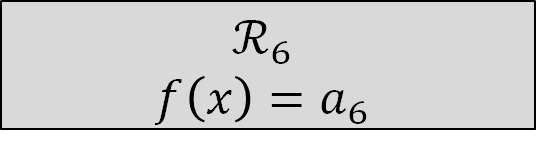 ℛ₆
f(x) = a₆